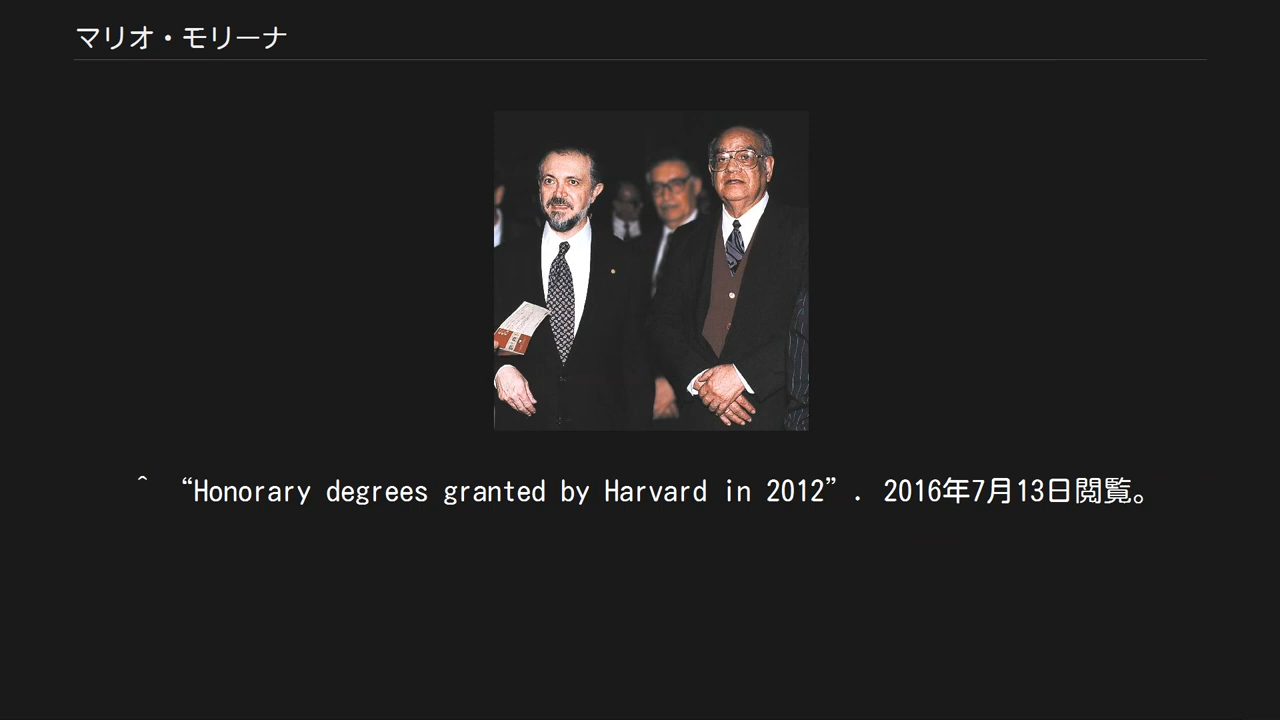 マリオ・モリーナ
^ “Honorary degrees granted by Harvard in 2012”. 2016年7月13日閲覧。